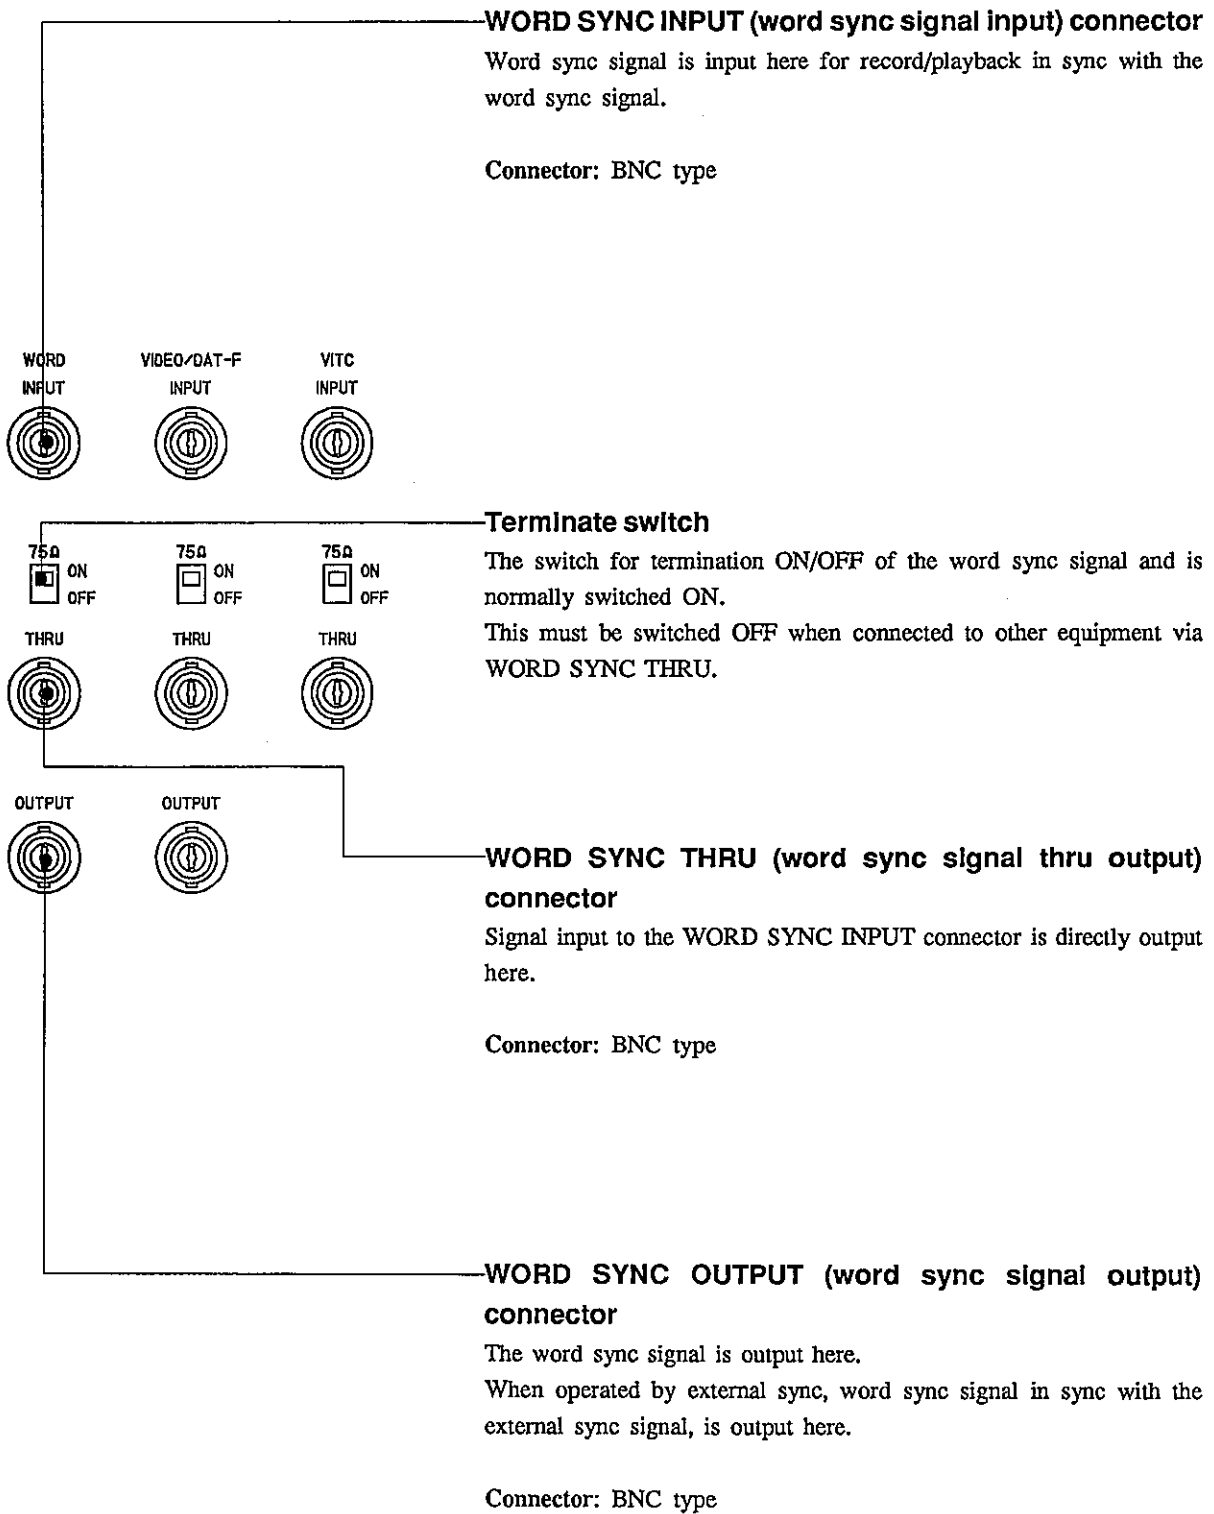 WORD SYNC INPUT (word sync signal input) connector
Word sync signal is input here for record/playback in sync with the
word sync signal.
Connector: BNC type
WORD VIDEO/DAT-F VITC
INPUT INPUT INPUT
Terminate switch
The switch for termination ON/OFF of the word sync signal and is
normally switched ON.
This must be switched OFF when connected to other equipment via
WORD SYNC THRU.
75Ω 75Ω 75Ω
ON ON ON
OFF OFF OFF
THRU THRU THRU
OUTPUT OUTPUT
WORD SYNC THRU (word sync signal thru output)
connector
Signal input to the WORD SYNC INPUT connector is directly output
here.
Connector: BNC type
WORD SYNC OUTPUT (word sync signal output)
connector
The word sync signal is output here.
When operated by external sync, word sync signal in sync with the
external sync signal, is output here.
Connector: BNC type